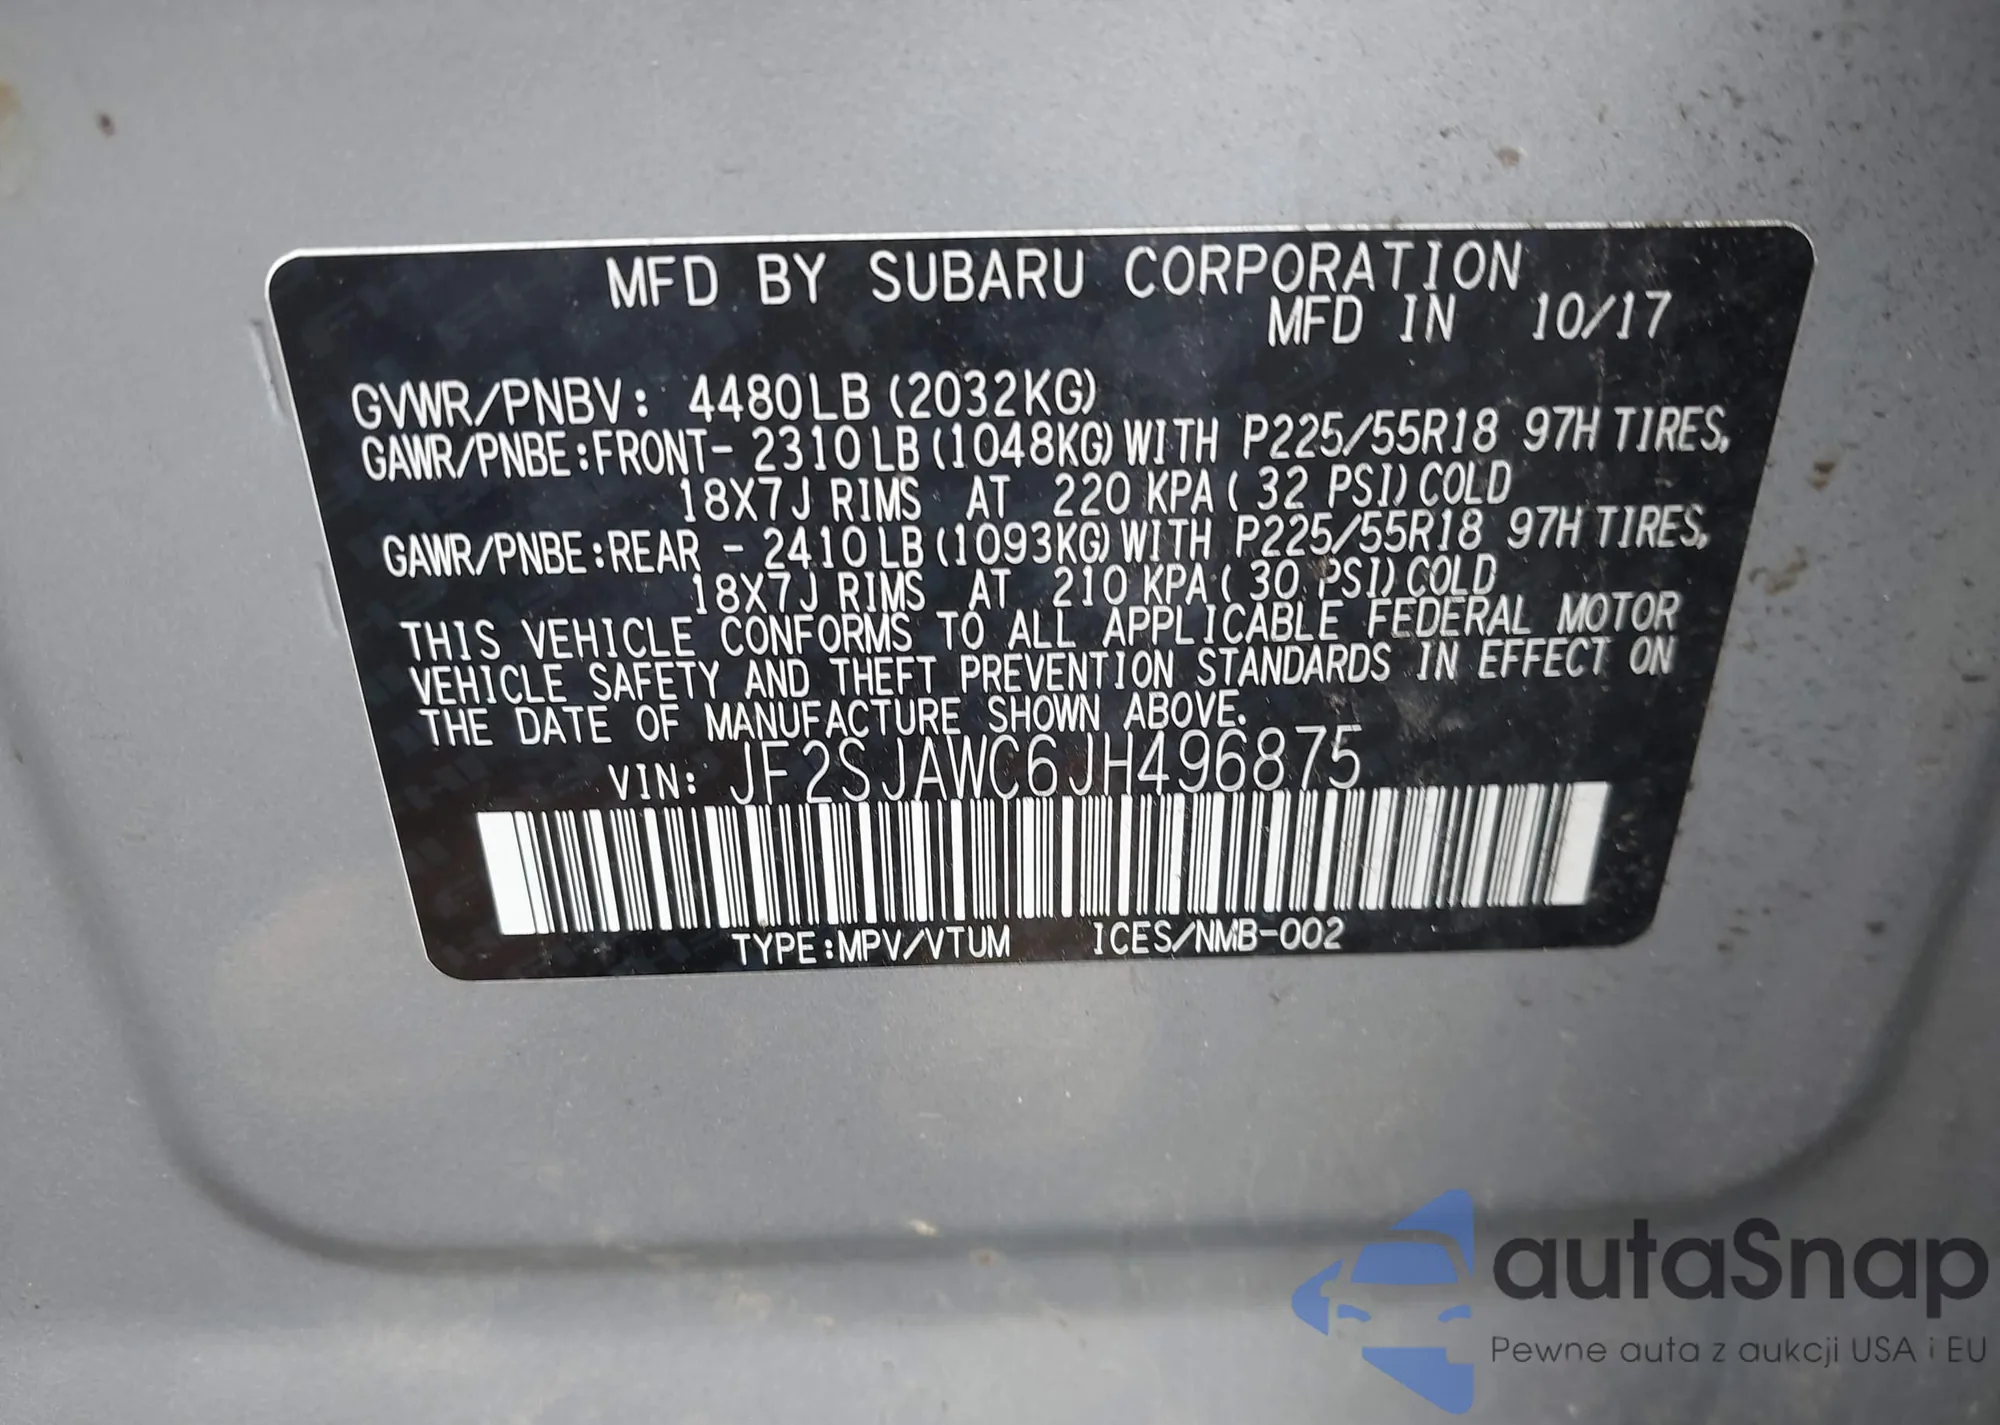 MFD BY SUBARU CORPORATION
MFD IN 10/17
GVWR/PNBV: 4480LB (2032KG)
GAWR/PNBE:FRONT- 2310LB (1048KG) WITH P225/55R18 97H TIRES,
18X7J RIMS AT 220 KPA ( 32 PSI) COLD
GAWR/PNBE:REAR - 2410LB (1093KG) WITH P225/55R18 97H TIRES,
18X7J RIMS AT 210 KPA ( 30 PSI) COLD
THIS VEHICLE CONFORMS TO ALL APPLICABLE FEDERAL MOTOR
VEHICLE SAFETY AND THEFT PREVENTION STANDARDS IN EFFECT ON
THE DATE OF MANUFACTURE SHOWN ABOVE.
VIN: JF2SJAWC6JH496875
TYPE:MPV/VTUM ICES/NMB-002
autaSnap
Pewne auta z aukcji USA i EU